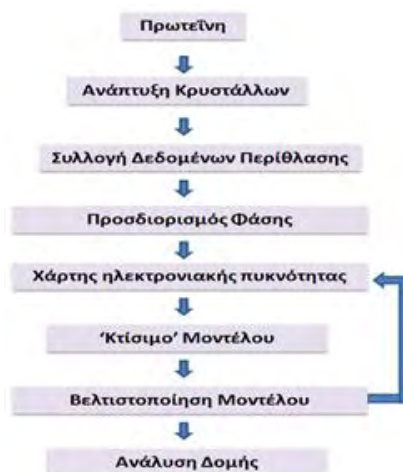 Πρωτεΐνη
Ανάπτυξη Κρυστάλλων
Συλλογή Δεδομένων Περίθλασης
Προσδιορισμός Φάσης
Χάρτης ηλεκτρονιακής πυκνότητας
‘Κτίσιμο’ Μοντέλου
Βελτιστοποίηση Μοντέλου
Ανάλυση Δομής